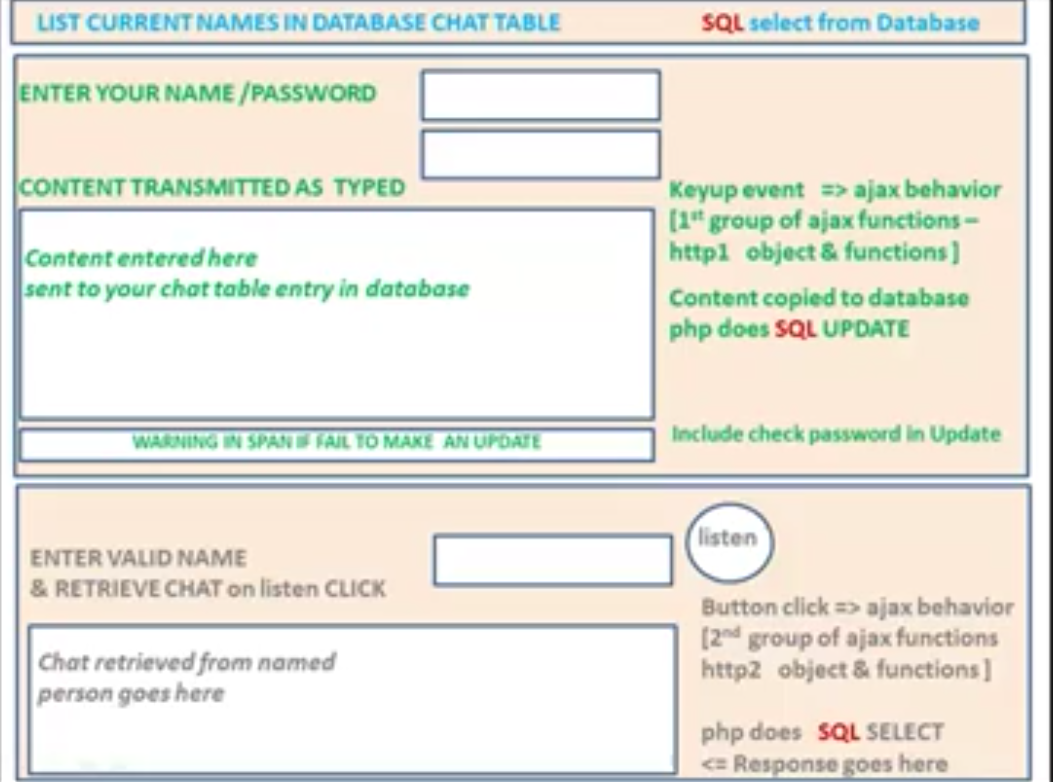 LIST CURRENT NAMES IN DATABASE CHAT TABLE SQL select from Database
ENTER YOUR NAME /PASSWORD
CONTENT TRANSMITTED AS TYPED
Content entered here
sent to your chat table entry in database
Keyup event => ajax behavior
[1st group of ajax functions –
http1 object & functions ]
Content copied to database
php does SQL UPDATE
WARNING IN SPAN IF FAIL TO MAKE AN UPDATE
Include check password in Update
ENTER VALID NAME
& RETRIEVE CHAT on listen CLICK
listen
Chat retrieved from named
person goes here
Button click => ajax behavior
[2nd group of ajax functions
http2 object & functions ]
php does SQL SELECT
<= Response goes here